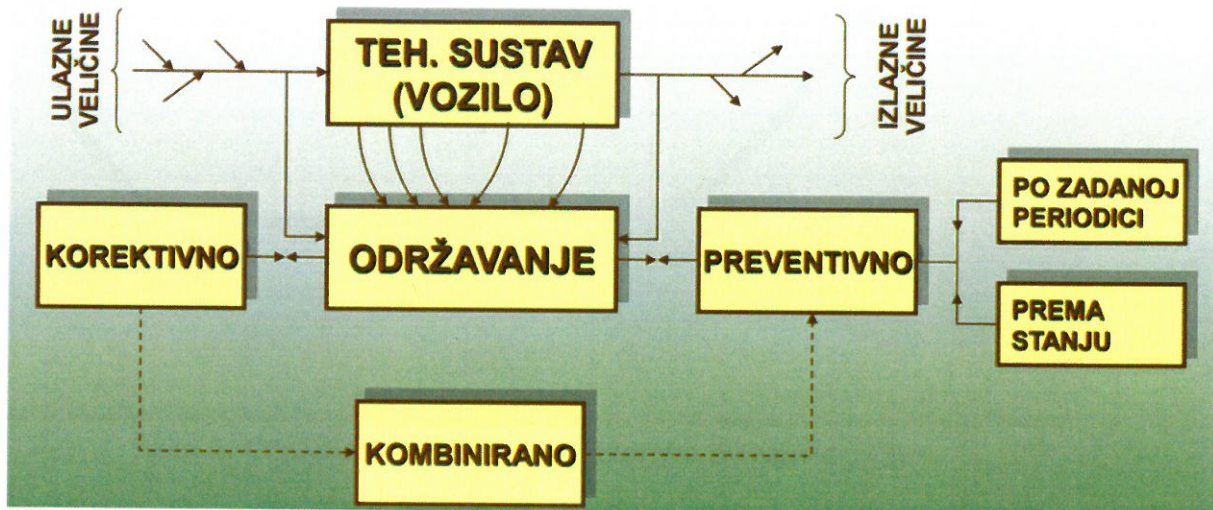 ULAZNE
VELIČINE
TEH. SUSTAV
(VOZILO)
IZLAZNE
VELIČINE
KOREKTIVNO
ODRŽAVANJE
PREVENTIVNO
PO ZADANOJ
PERIODICI
PREMA
STANJU
KOMBINIRANO